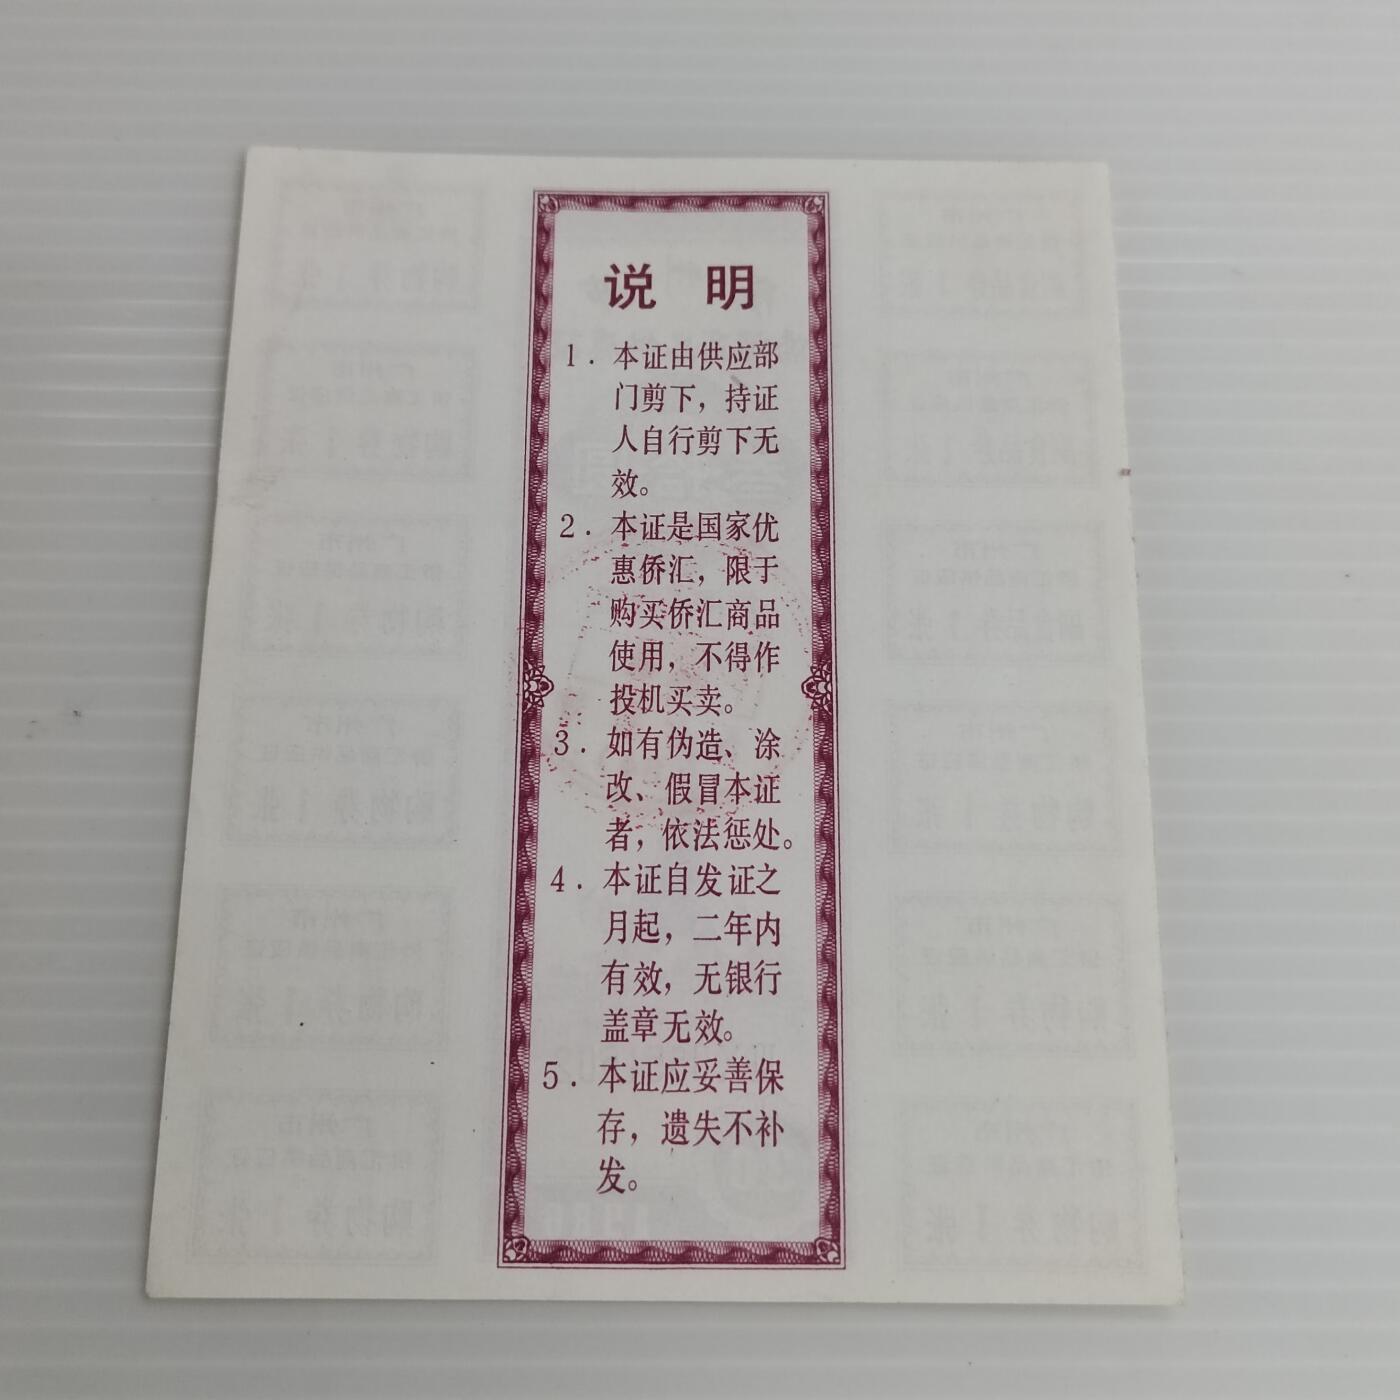 说 明
1. 本证由供应部
门剪下，持证
人自行剪下无
效。
2. 本证是国家优
惠侨汇，限于
购买侨汇商品
使用，不得作
投机买卖。
3. 如有伪造、涂
改、假冒本证
者，依法惩处。
4. 本证自发证之
月起，二年内
有效，无银行
盖章无效。
5. 本证应妥善保
存，遗失不补
发。